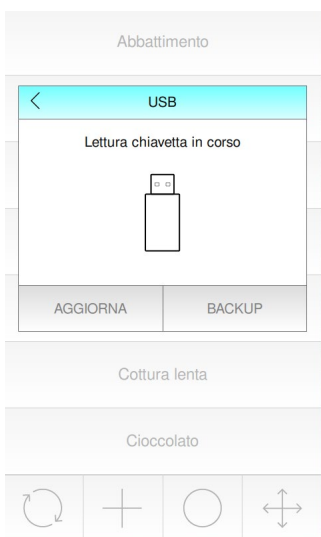 Abbattimento
USB
Lettura chiavetta in corso
AGGIORNA
BACKUP
Cottura lenta
Cioccolato